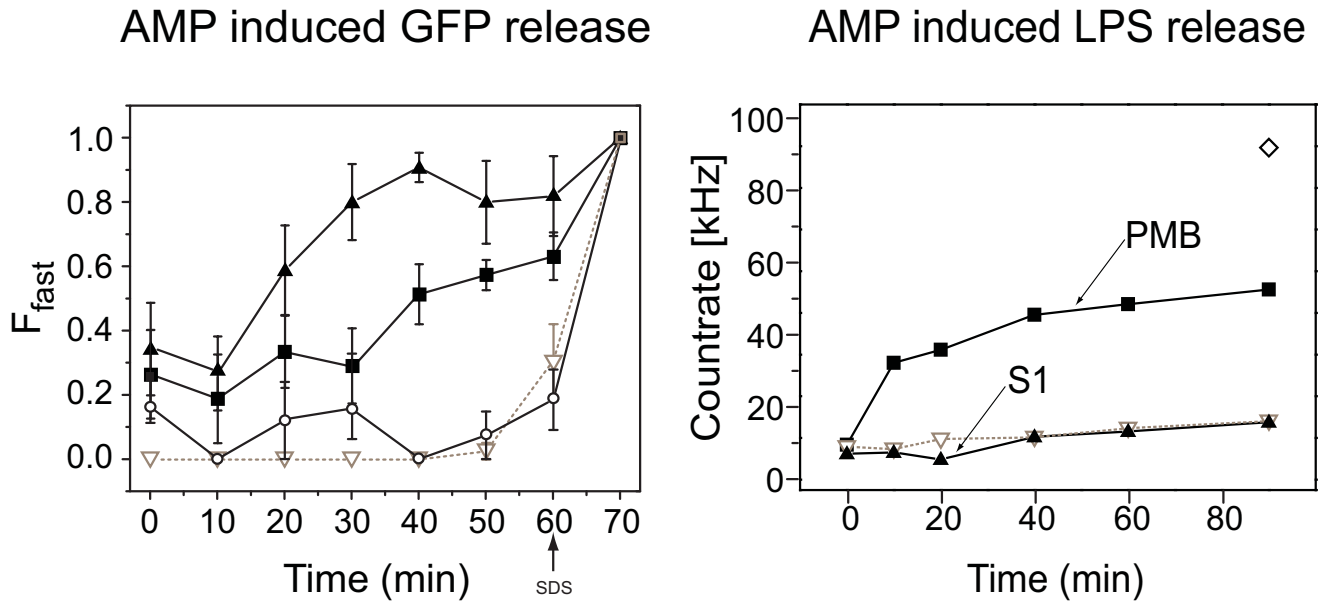 AMP induced GFP release
1.0
0.8
0.6
0.4
0.2
0.0
F_fast
0 10 20 30 40 50 60 70
SDS
Time (min)
AMP induced LPS release
100
80
60
40
20
0
Countrate [kHz]
PMB
S1
0 20 40 60 80
Time (min)